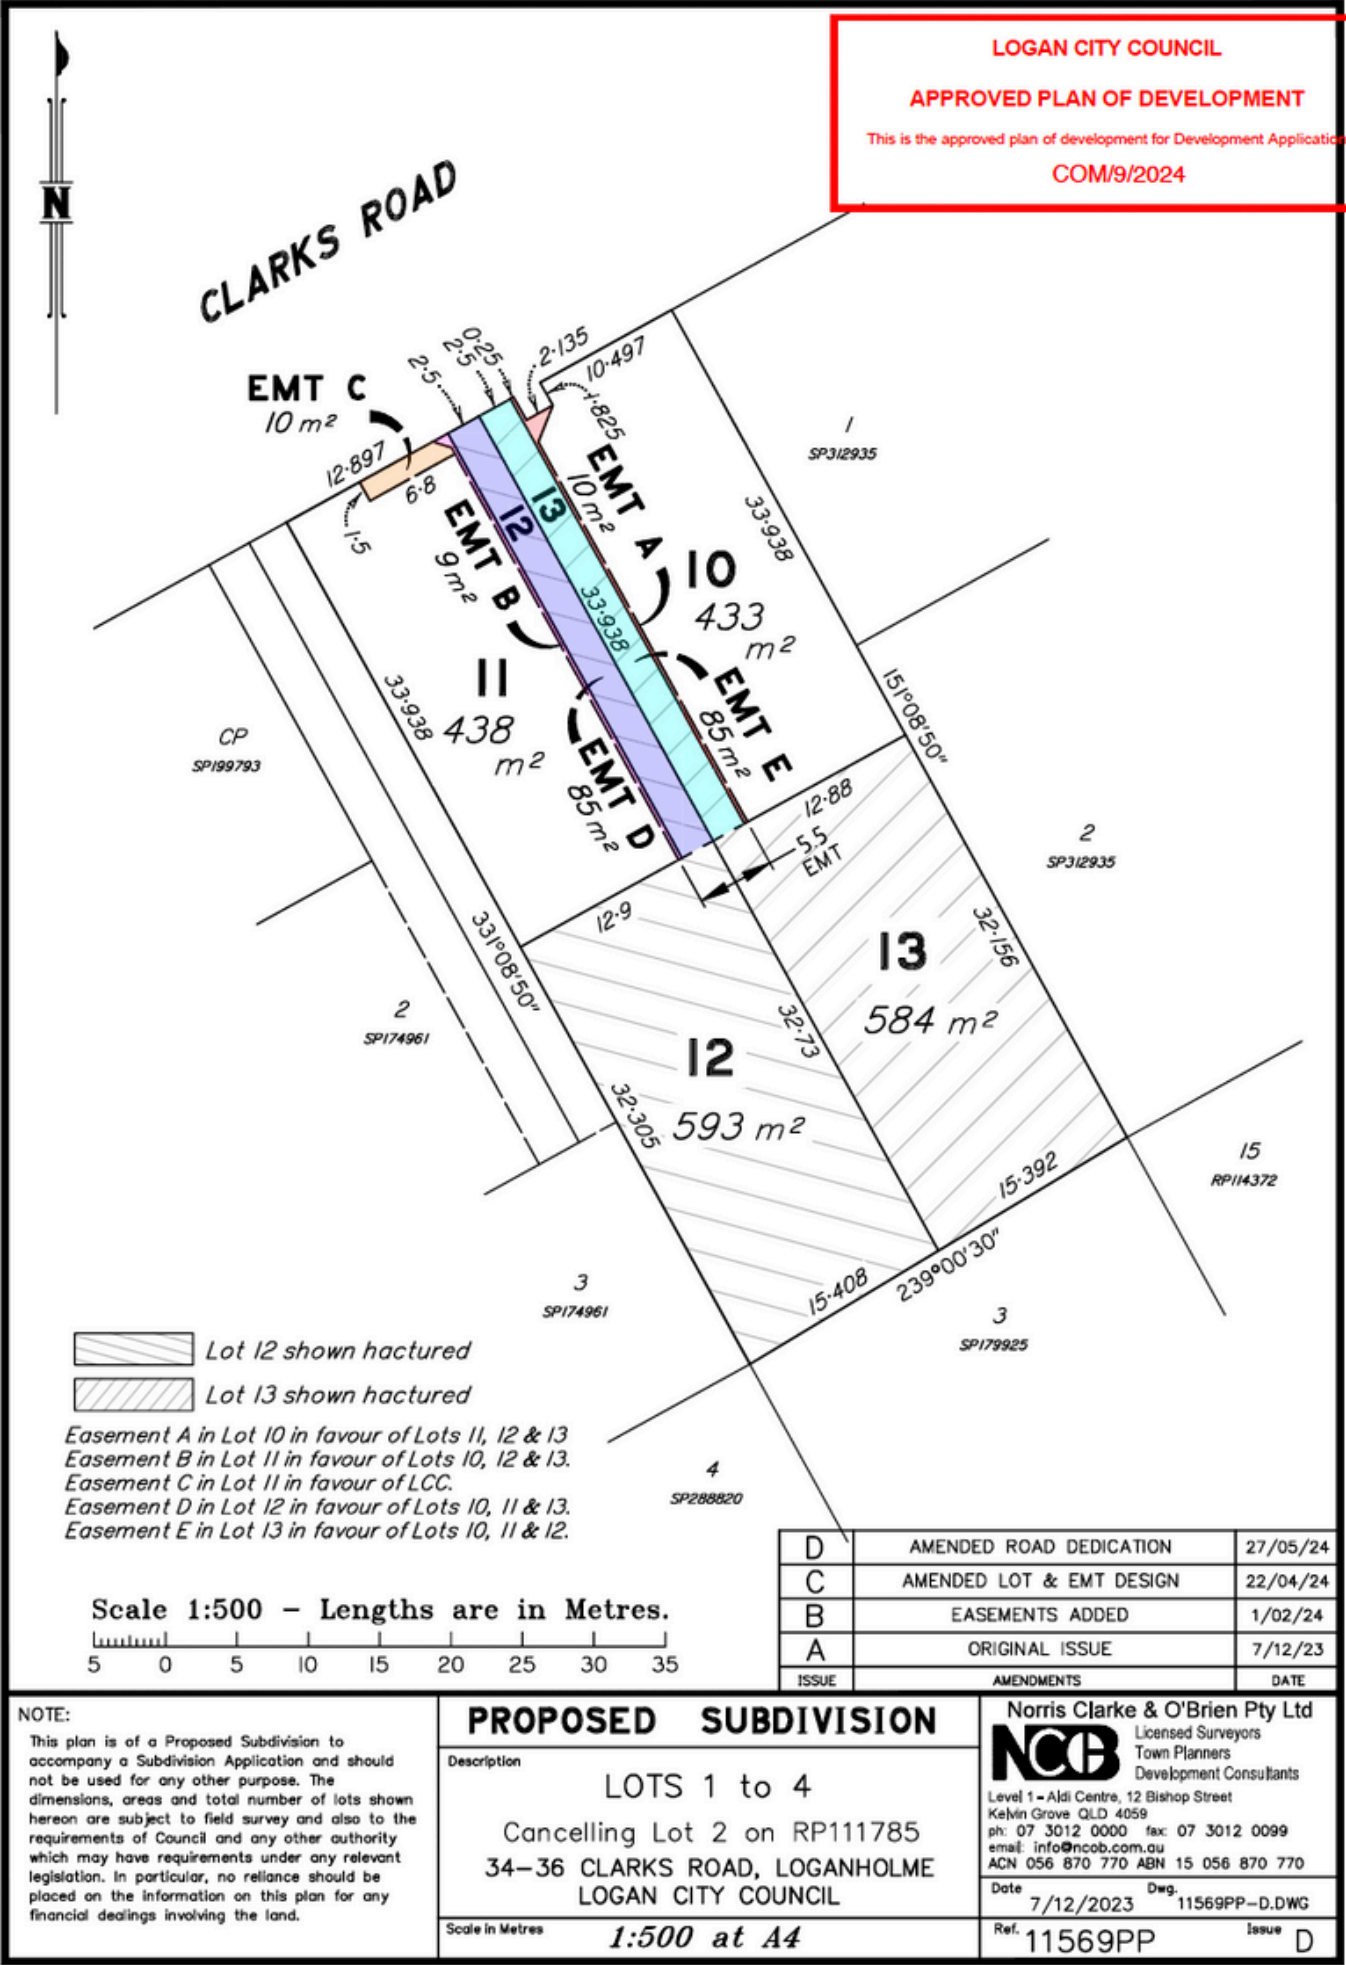 LOGAN CITY COUNCIL
APPROVED PLAN OF DEVELOPMENT
This is the approved plan of development for Development Application
COM/9/2024
N
CLARKS ROAD
EMT C
10 m²
2·5
2·5
0·25
2·135
10·497
1·825
12·897
6·8
1·5
1
SP312935
EMT A
10 m²
33·938
13
12
EMT B
9 m²
33·938
10
433
m²
11
438
m²
33·938
EMT E
85 m²
EMT D
85 m²
151°08'50"
CP
SP199793
12·88
5.5
EMT
2
SP312935
12·9
331°08'50"
13
584 m²
32·156
2
SP174961
32·73
12
593 m²
32·305
15·392
15
RP114372
15·408
239°00'30"
3
SP174961
3
SP179925
Lot 12 shown hactured
Lot 13 shown hactured
Easement A in Lot 10 in favour of Lots 11, 12 & 13
Easement B in Lot 11 in favour of Lots 10, 12 & 13.
Easement C in Lot 11 in favour of LCC.
Easement D in Lot 12 in favour of Lots 10, 11 & 13.
Easement E in Lot 13 in favour of Lots 10, 11 & 12.
4
SP288820
Scale 1:500 - Lengths are in Metres.
5 0 5 10 15 20 25 30 35
D AMENDED ROAD DEDICATION 27/05/24
C AMENDED LOT & EMT DESIGN 22/04/24
B EASEMENTS ADDED 1/02/24
A ORIGINAL ISSUE 7/12/23
ISSUE AMENDMENTS DATE
NOTE:
This plan is of a Proposed Subdivision to
accompany a Subdivision Application and should
not be used for any other purpose. The
dimensions, areas and total number of lots shown
hereon are subject to field survey and also to the
requirements of Council and any other authority
which may have requirements under any relevant
legislation. In particular, no reliance should be
placed on the information on this plan for any
financial dealings involving the land.
PROPOSED SUBDIVISION
Description
LOTS 1 to 4
Cancelling Lot 2 on RP111785
34-36 CLARKS ROAD, LOGANHOLME
LOGAN CITY COUNCIL
Scale in Metres
1:500 at A4
Norris Clarke & O'Brien Pty Ltd
NCOB
Licensed Surveyors
Town Planners
Development Consultants
Level 1 - Aldi Centre, 12 Bishop Street
Kelvin Grove QLD 4059
ph: 07 3012 0000 fax: 07 3012 0099
email: info@ncob.com.au
ACN 056 870 770 ABN 15 056 870 770
Date 7/12/2023
Dwg. 11569PP-D.DWG
Ref. 11569PP
Issue D